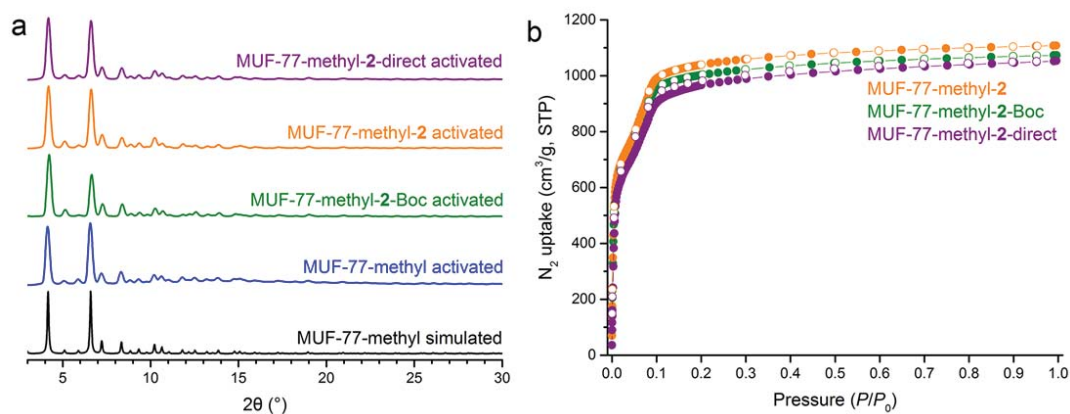 a
MUF-77-methyl-2-direct activated
MUF-77-methyl-2 activated
MUF-77-methyl-2-Boc activated
MUF-77-methyl activated
MUF-77-methyl simulated
5 10 15 20 25 30
2θ (°)
b
1200
1000
800
600
400
200
0
N₂ uptake (cm³/g, STP)
MUF-77-methyl-2
MUF-77-methyl-2-Boc
MUF-77-methyl-2-direct
0.0 0.1 0.2 0.3 0.4 0.5 0.6 0.7 0.8 0.9 1.0
Pressure (P/P₀)